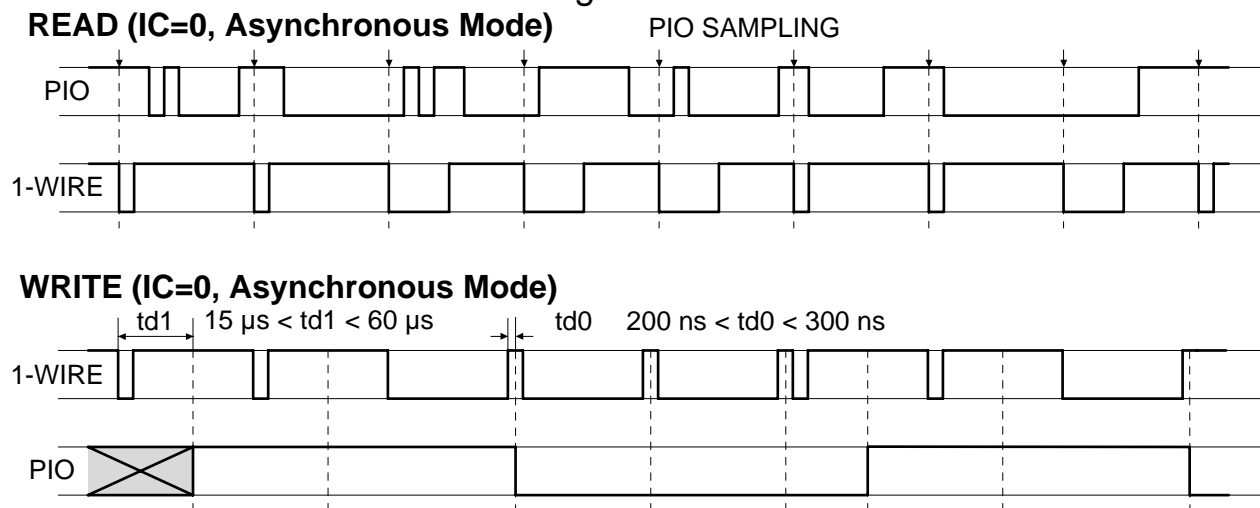 READ (IC=0, Asynchronous Mode) PIO SAMPLING
PIO
1-WIRE
WRITE (IC=0, Asynchronous Mode)
td1 15 µs < td1 < 60 µs td0 200 ns < td0 < 300 ns
1-WIRE
PIO